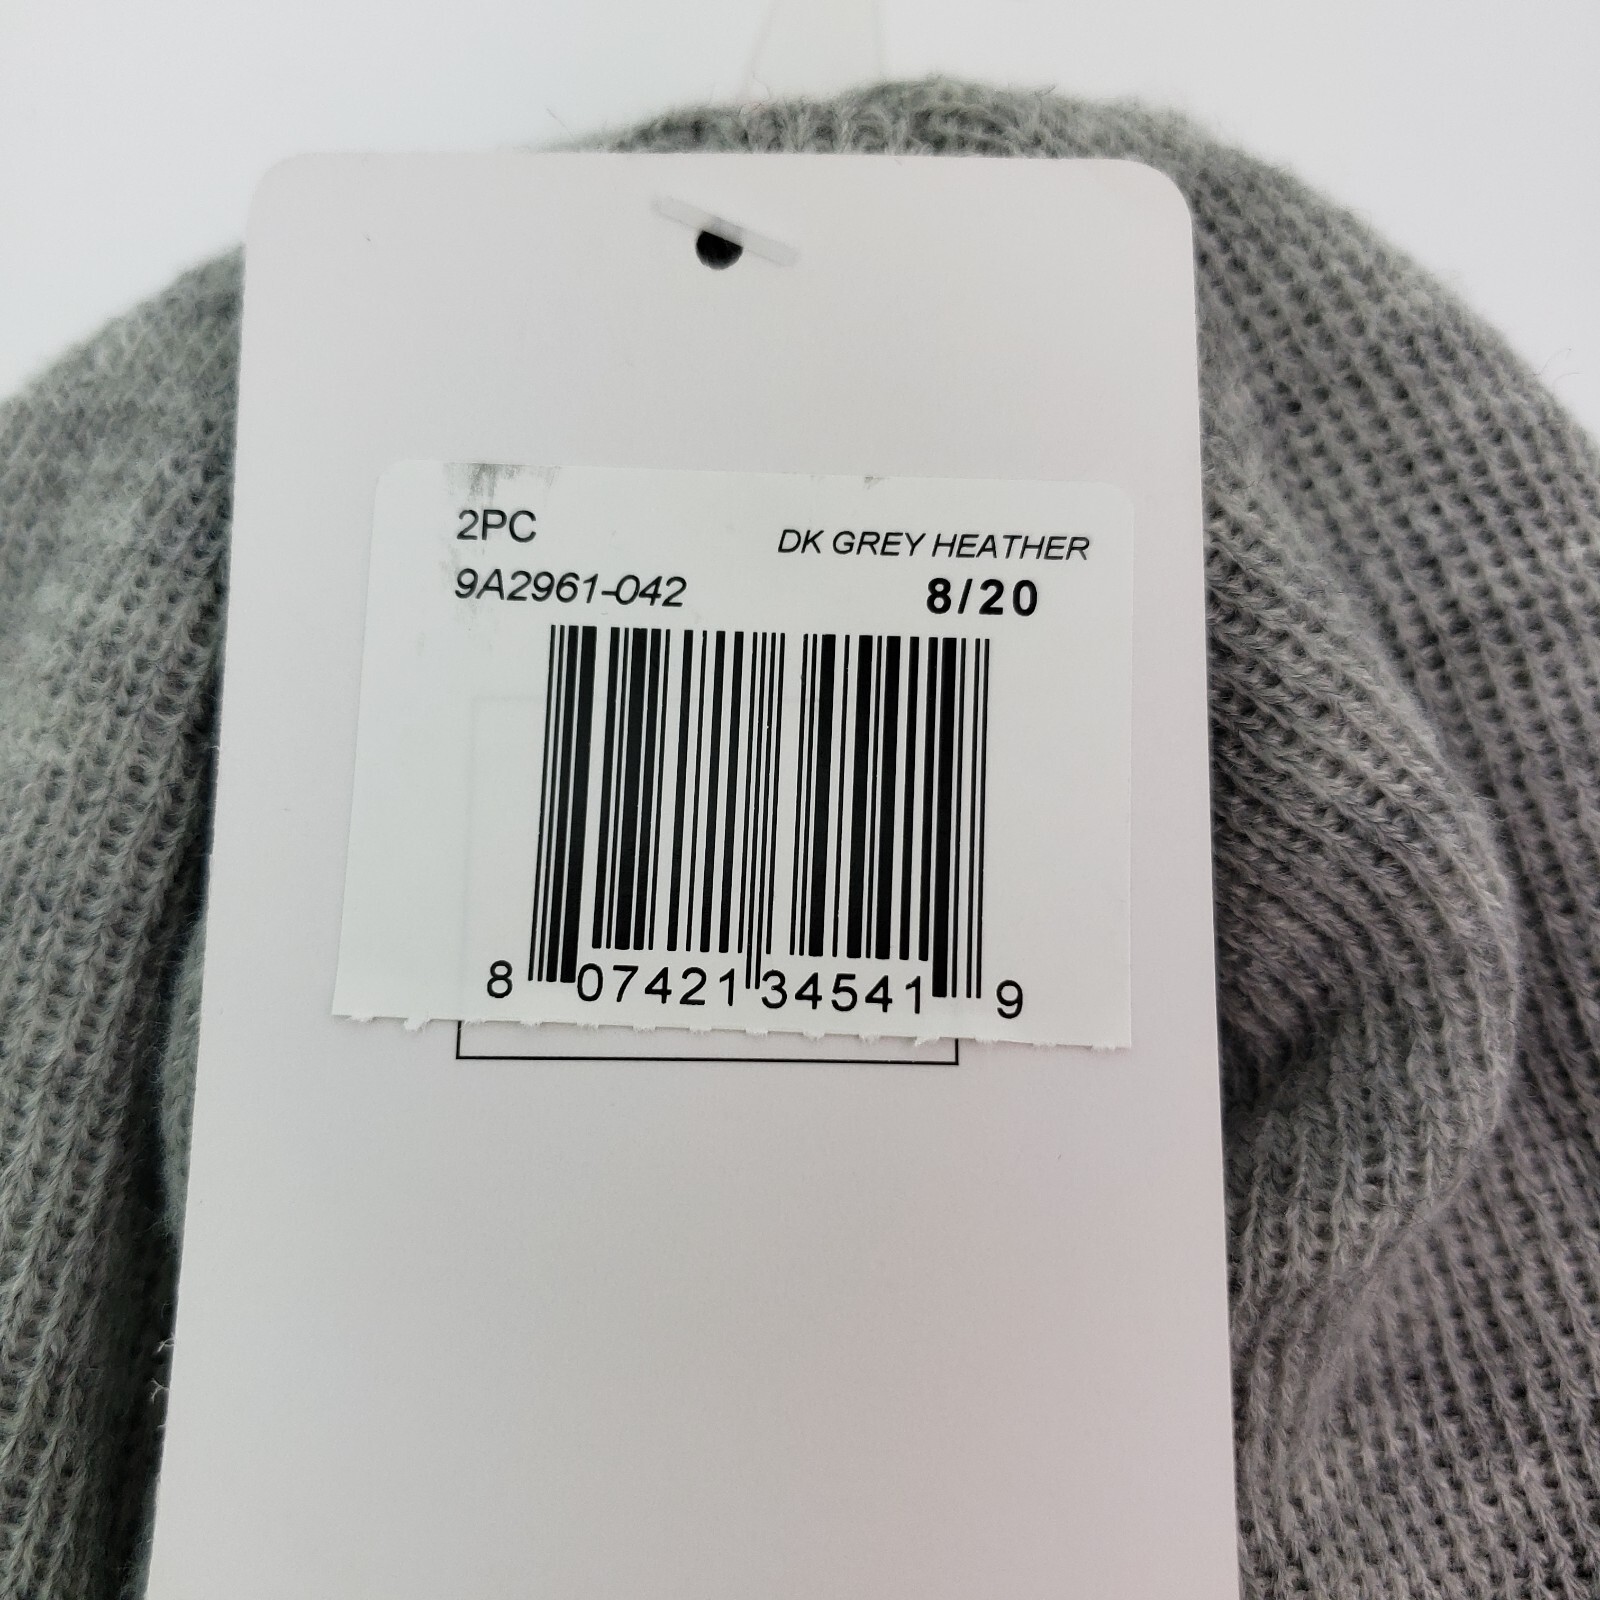 2PC DK GREY HEATHER
9A2961-042 8/20
8 07421 34541 9